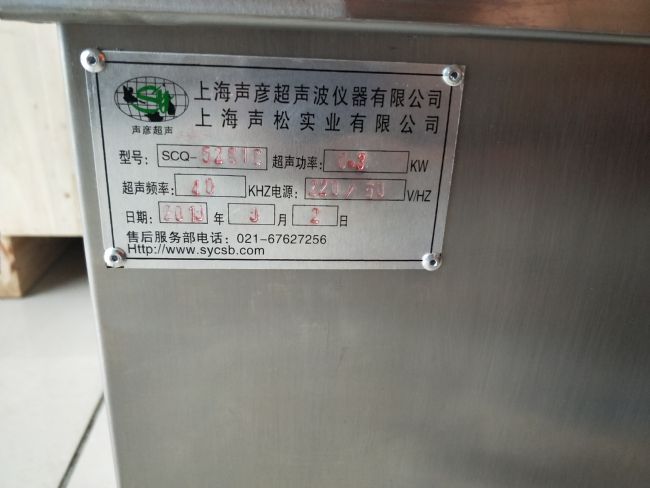 上海声彦超声波仪器有限公司
上海声松实业有限公司
声彦超声
型号: SCQ- 超声功率: KW
超声频率: 40 KHZ 电源: 220/50 V/HZ
日期: 年 月 2 日
售后服务部电话: 021-67627256
Http://www.sycsb.com